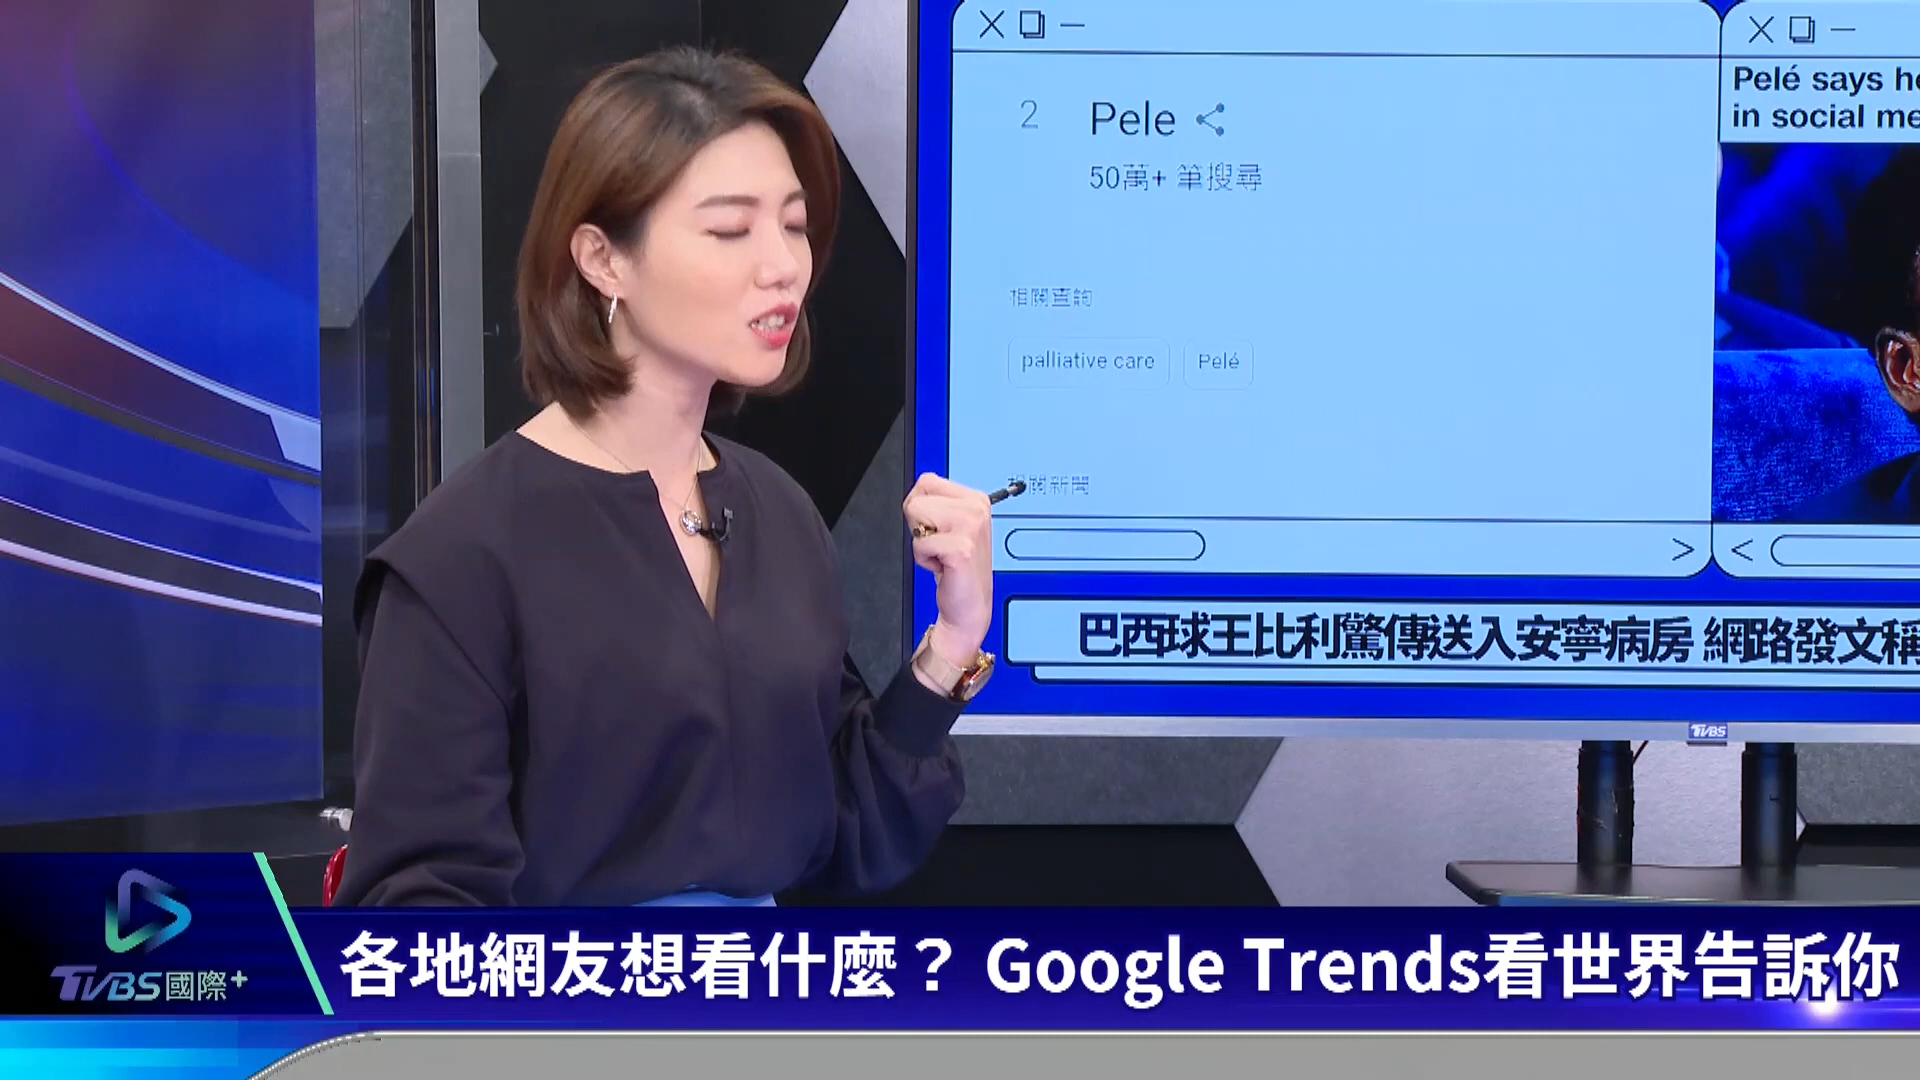 2 Pele
50萬+ 筆搜尋
相關查詢
palliative care
Pelé
相關新聞
Pelé says he
in social me
巴西球王比利驚傳送入安寧病房 網路發文稱
TVBS
TVBS國際+
各地網友想看什麼？ Google Trends看世界告訴你